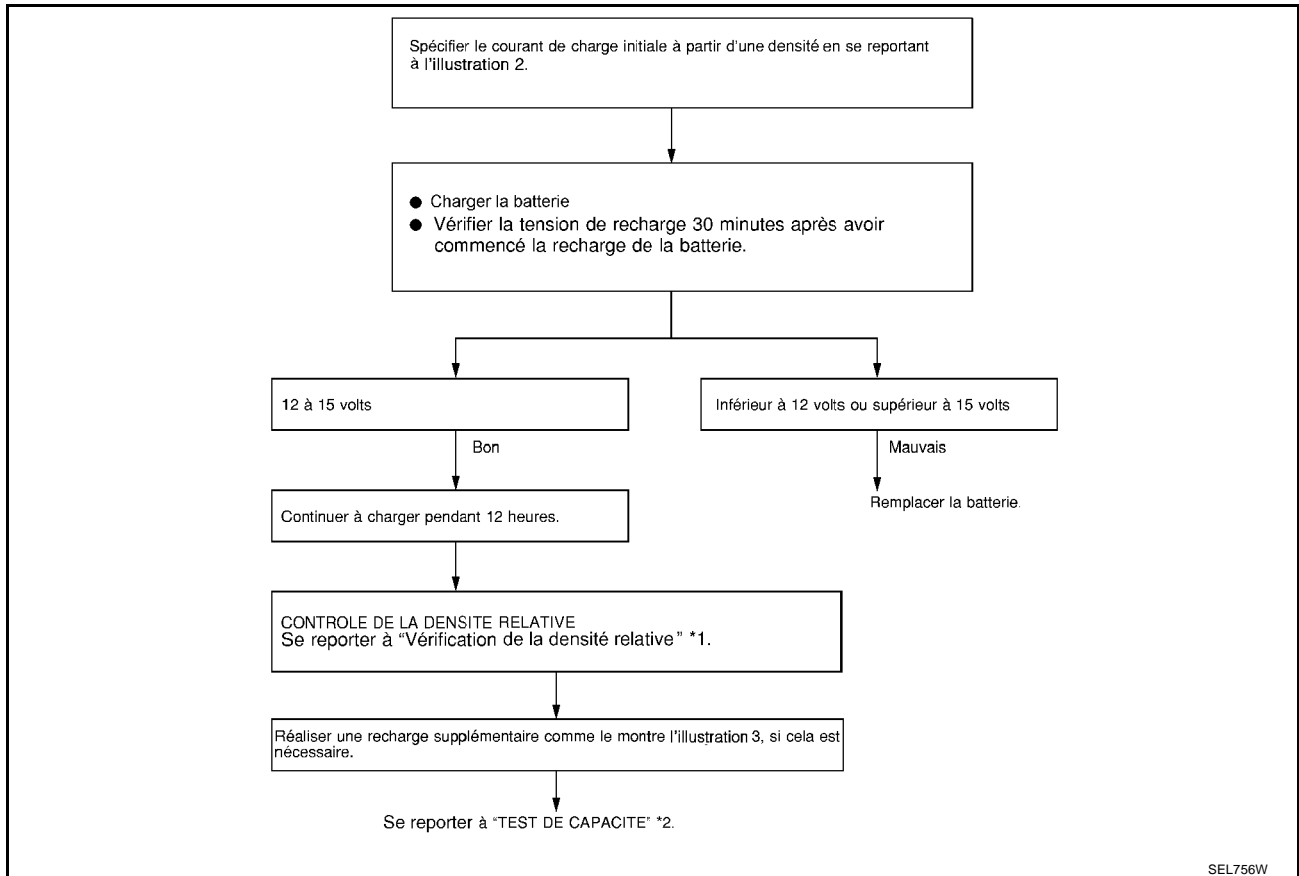 Spécifier le courant de charge initiale à partir d'une densité en se reportant
à l'illustration 2.
● Charger la batterie
● Vérifier la tension de recharge 30 minutes après avoir
commencé la recharge de la batterie.
12 à 15 volts
Inférieur à 12 volts ou supérieur à 15 volts
Bon
Mauvais
Continuer à charger pendant 12 heures.
Remplacer la batterie.
CONTROLE DE LA DENSITE RELATIVE
Se reporter à “Vérification de la densité relative” *1.
Réaliser une recharge supplémentaire comme le montre l'illustration 3, si cela est
nécessaire.
Se reporter à “TEST DE CAPACITE” *2.
SEL756W